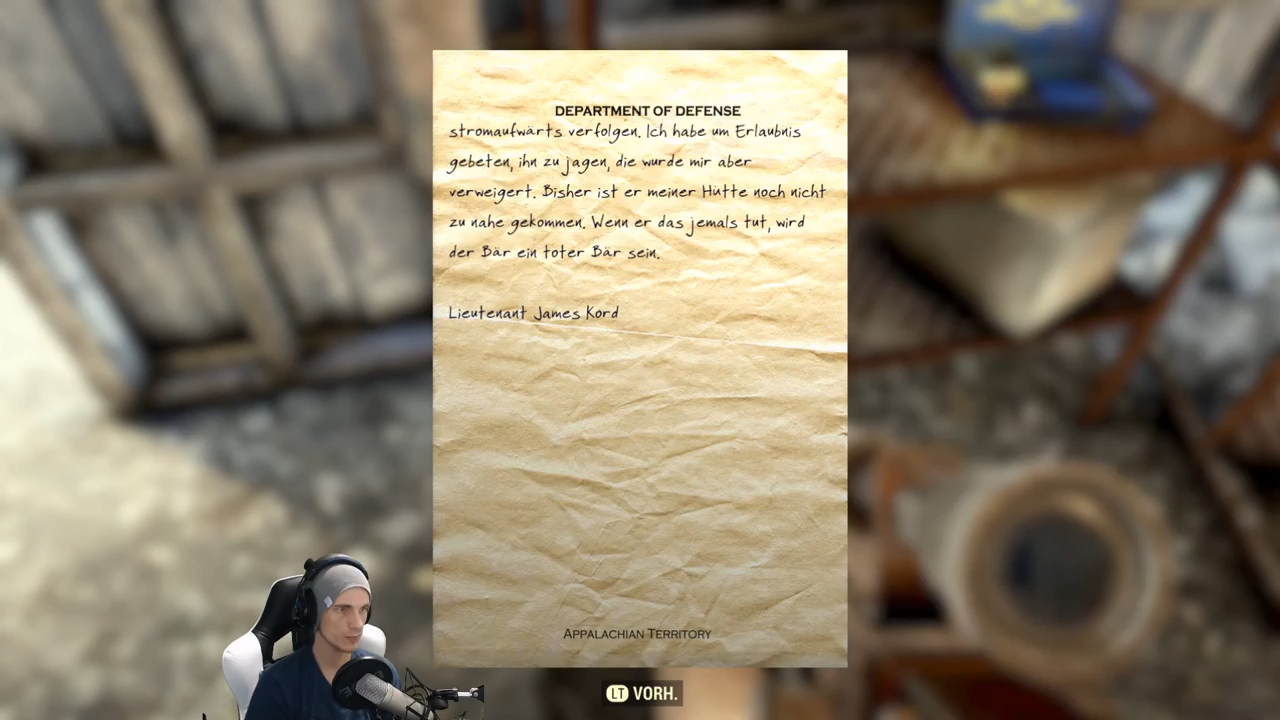 DEPARTMENT OF DEFENSE
stromaufwärts verfolgen. Ich habe um Erlaubnis
gebeten, ihn zu jagen, die wurde mir aber
verweigert. Bisher ist er meiner Hütte noch nicht
zu nahe gekommen. Wenn er das jemals tut, wird
der Bär ein toter Bär sein.
Lieutenant James Kord
APPALACHIAN TERRITORY
LT VORH.